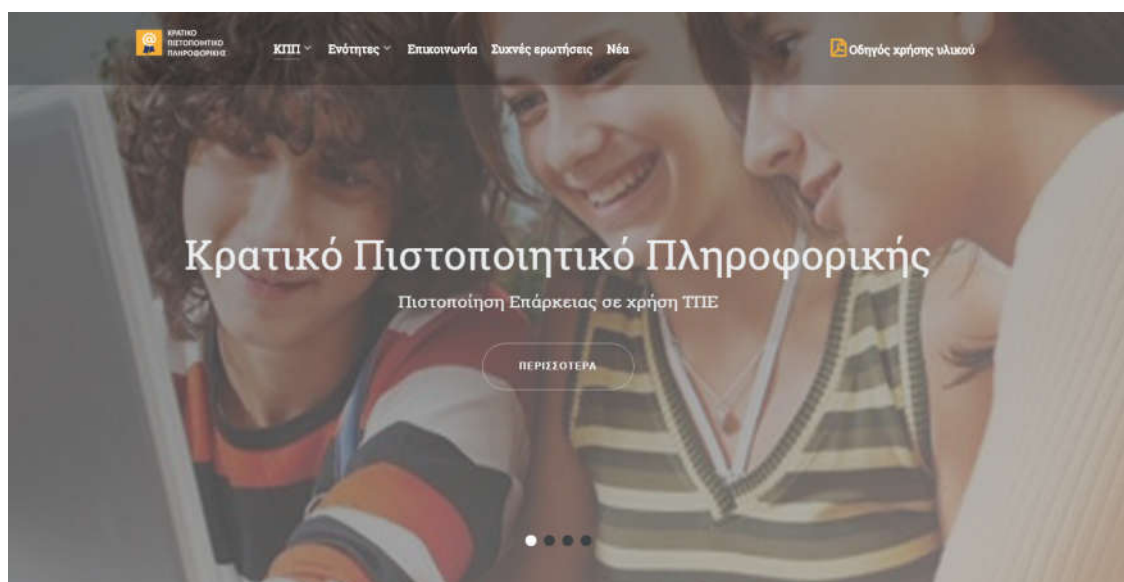 ΚΡΑΤΙΚΟ
ΠΙΣΤΟΠΟΙΗΤΙΚΟ
ΠΛΗΡΟΦΟΡΙΚΗΣ
ΚΠΠ Ενότητες Επικοινωνία Συχνές ερωτήσεις Νέα
Οδηγός χρήσης υλικού
Κρατικό Πιστοποιητικό Πληροφορικής
Πιστοποίηση Επάρκειας σε χρήση ΤΠΕ
ΠΕΡΙΣΣΟΤΕΡΑ